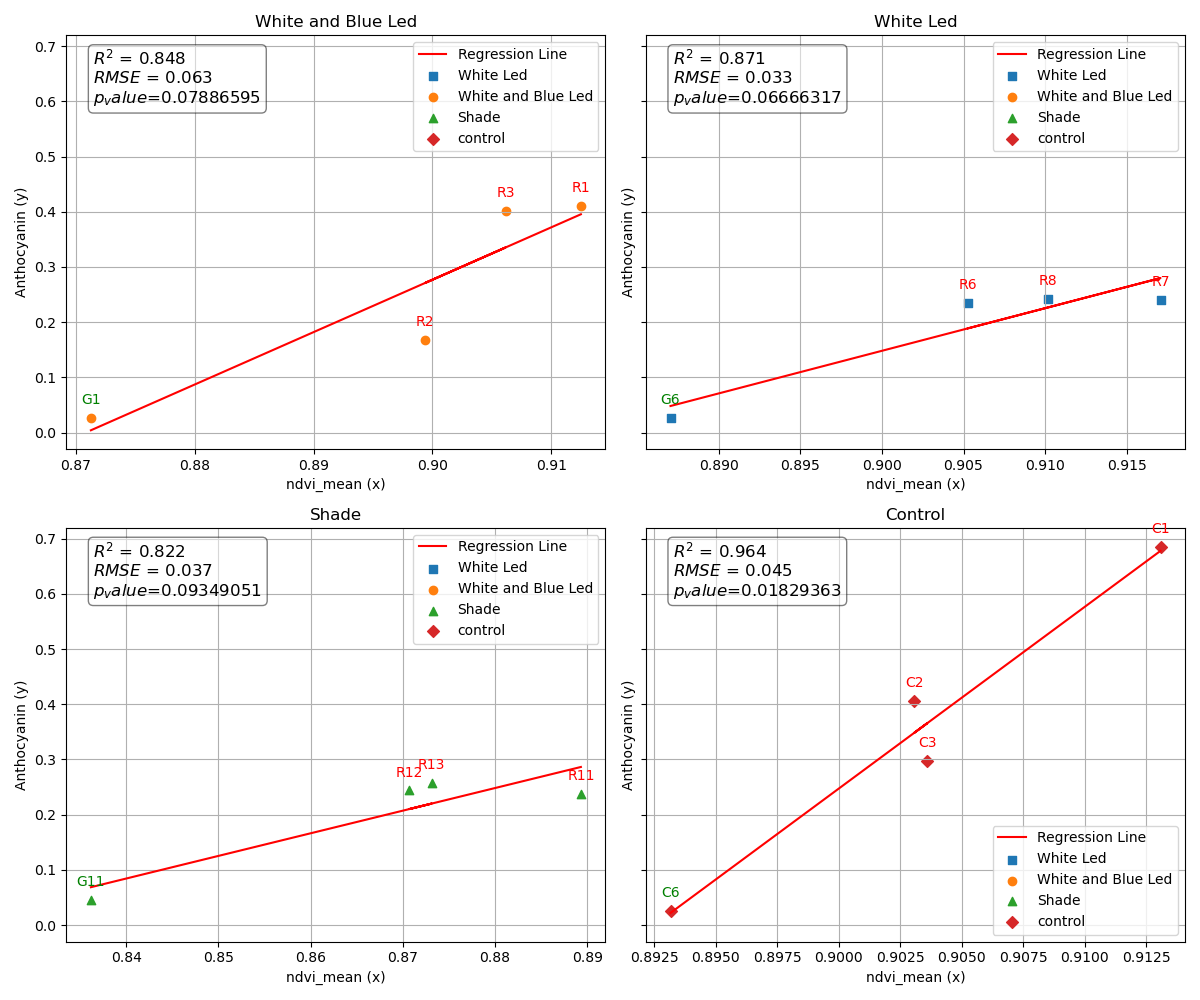 White and Blue Led
R² = 0.848
RMSE = 0.063
pᵥalue=0.07886595
Regression Line
White Led
White and Blue Led
Shade
control
0.7
0.6
0.5
0.4
0.3
0.2
0.1
0.0
Anthocyanin (y)
R3
R1
R2
G1
0.87 0.88 0.89 0.90 0.91
ndvi_mean (x)
White Led
R² = 0.871
RMSE = 0.033
pᵥalue=0.06666317
Regression Line
White Led
White and Blue Led
Shade
control
Anthocyanin (y)
R6
R8
R7
G6
0.890 0.895 0.900 0.905 0.910 0.915
ndvi_mean (x)
Shade
R² = 0.822
RMSE = 0.037
pᵥalue=0.09349051
Regression Line
White Led
White and Blue Led
Shade
control
0.7
0.6
0.5
0.4
0.3
0.2
0.1
0.0
Anthocyanin (y)
R12
R13
R11
G11
0.84 0.85 0.86 0.87 0.88 0.89
ndvi_mean (x)
Control
R² = 0.964
RMSE = 0.045
pᵥalue=0.01829363
Anthocyanin (y)
C1
C2
C3
C6
Regression Line
White Led
White and Blue Led
Shade
control
0.8925 0.8950 0.8975 0.9000 0.9025 0.9050 0.9075 0.9100 0.9125
ndvi_mean (x)